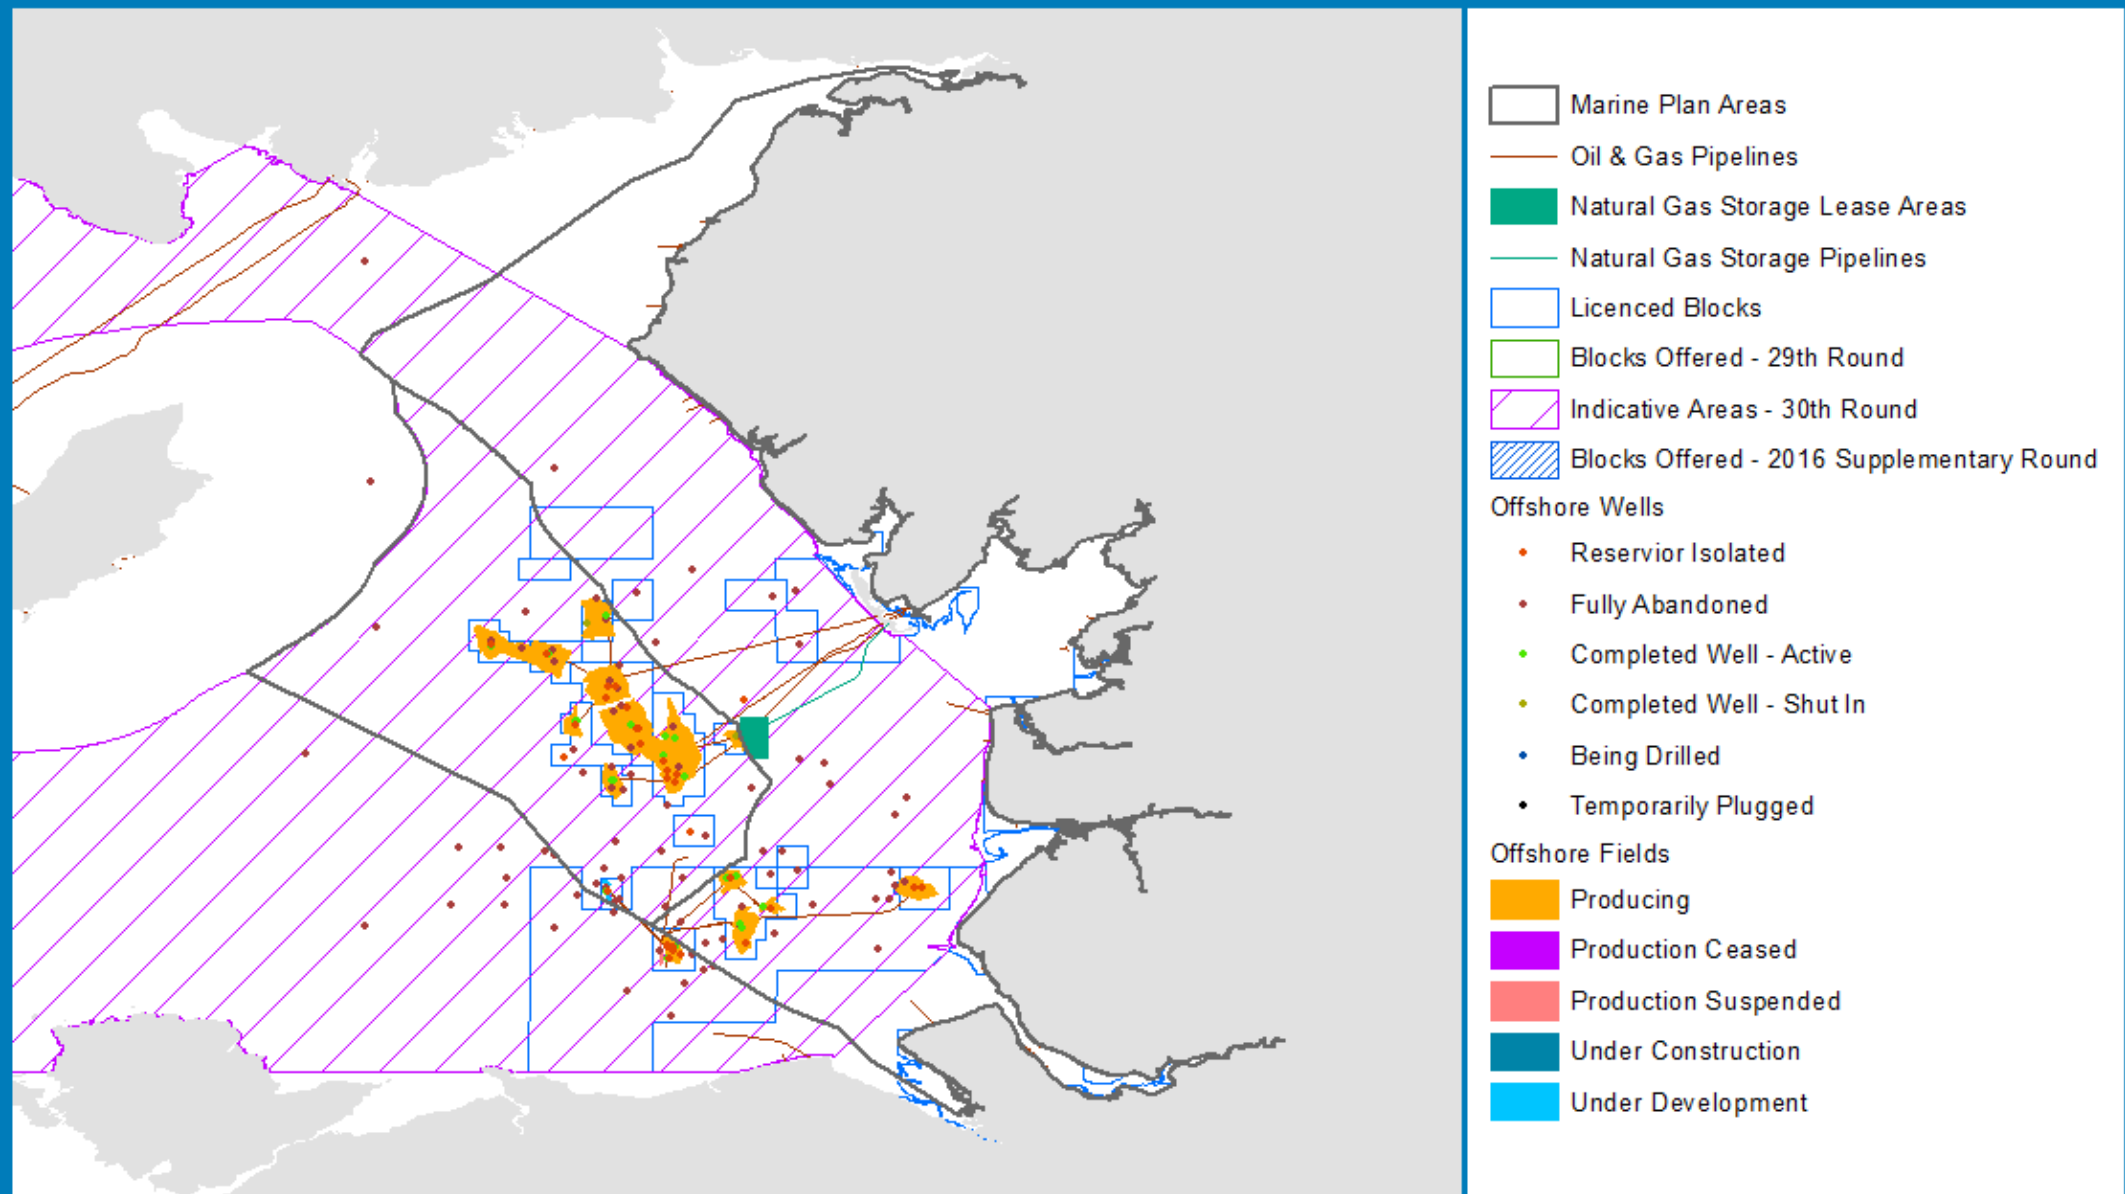 Marine Plan Areas
Oil & Gas Pipelines
Natural Gas Storage Lease Areas
Natural Gas Storage Pipelines
Licenced Blocks
Blocks Offered - 29th Round
Indicative Areas - 30th Round
Blocks Offered - 2016 Supplementary Round
Offshore Wells
Reservior Isolated
Fully Abandoned
Completed Well - Active
Completed Well - Shut In
Being Drilled
Temporarily Plugged
Offshore Fields
Producing
Production Ceased
Production Suspended
Under Construction
Under Development